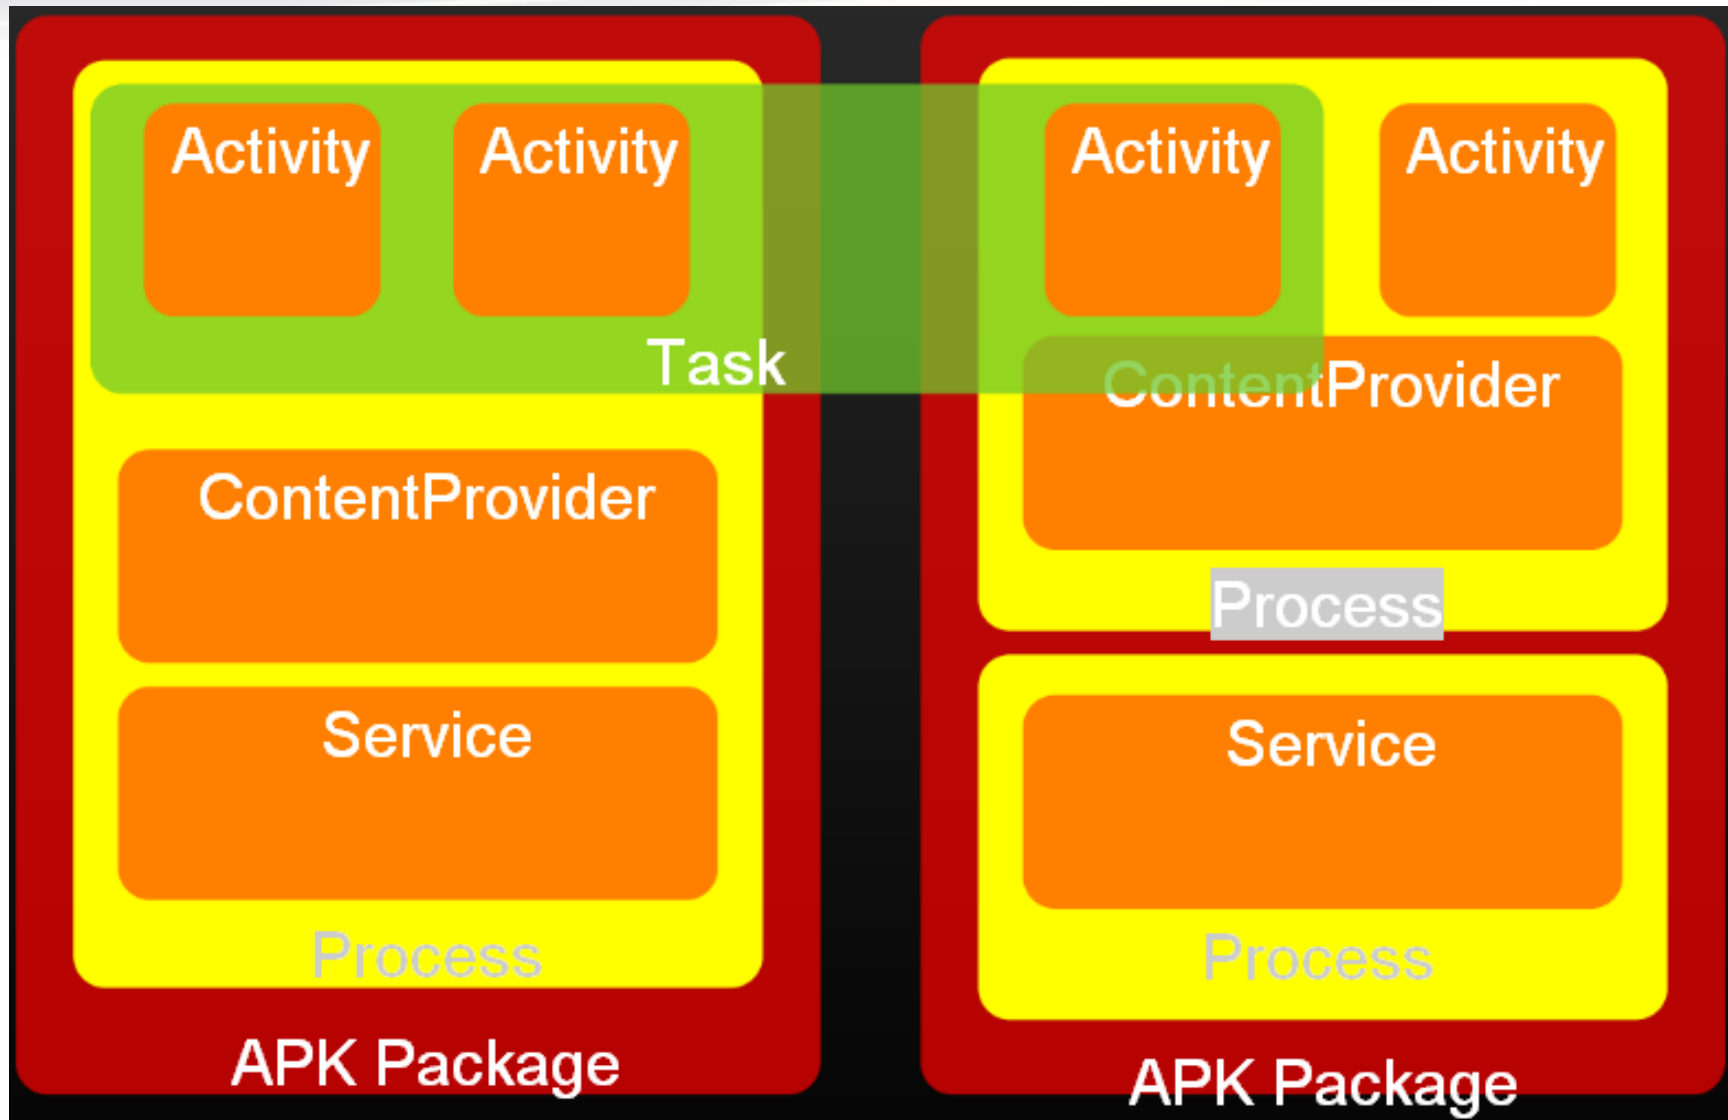 Activity
Activity
Task
ContentProvider
Service
Process
APK Package
Activity
Activity
ContentProvider
Process
Service
Process
APK Package